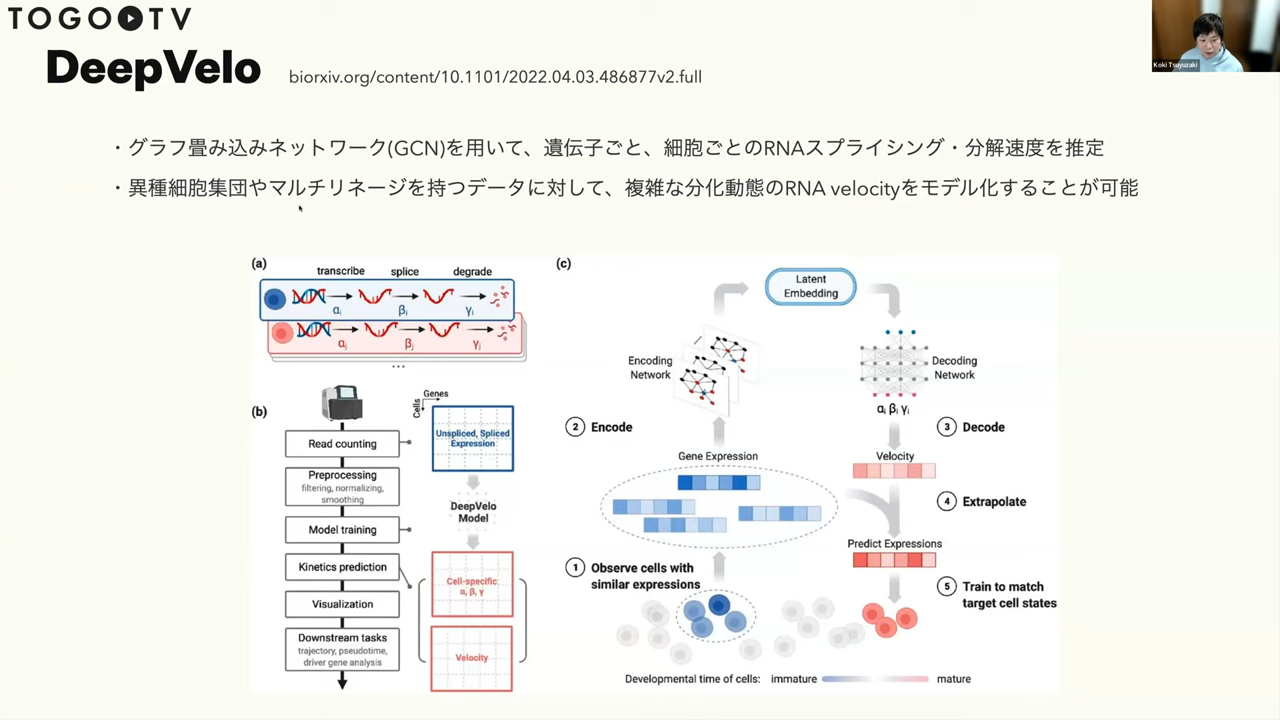 TOGO TV
Koki Tsuyuzaki
DeepVelo
biorxiv.org/content/10.1101/2022.04.03.486877v2.full
・グラフ畳み込みネットワーク(GCN)を用いて、遺伝子ごと、細胞ごとのRNAスプライシング・分解速度を推定
・異種細胞集団やマルチリネージを持つデータに対して、複雑な分化動態のRNA velocityをモデル化することが可能
(a)
transcribe splice degrade
αᵢ βᵢ γᵢ
αⱼ βⱼ γⱼ
...
(b)
Genes
Cells
Read counting
Preprocessing
filtering, normalizing,
smoothing
Model training
Kinetics prediction
Visualization
Downstream tasks
trajectory, pseudotime,
driver gene analysis
Unspliced, Spliced
Expression
DeepVelo
Model
Cell-specific
α, β, γ
Velocity
(c)
Latent
Embedding
Encoding
Network
Decoding
Network
αᵢ βᵢ γᵢ
2 Encode
3 Decode
Gene Expression
Velocity
4 Extrapolate
Predict Expressions
1 Observe cells with
similar expressions
5 Train to match
target cell states
Developmental time of cells: immature mature